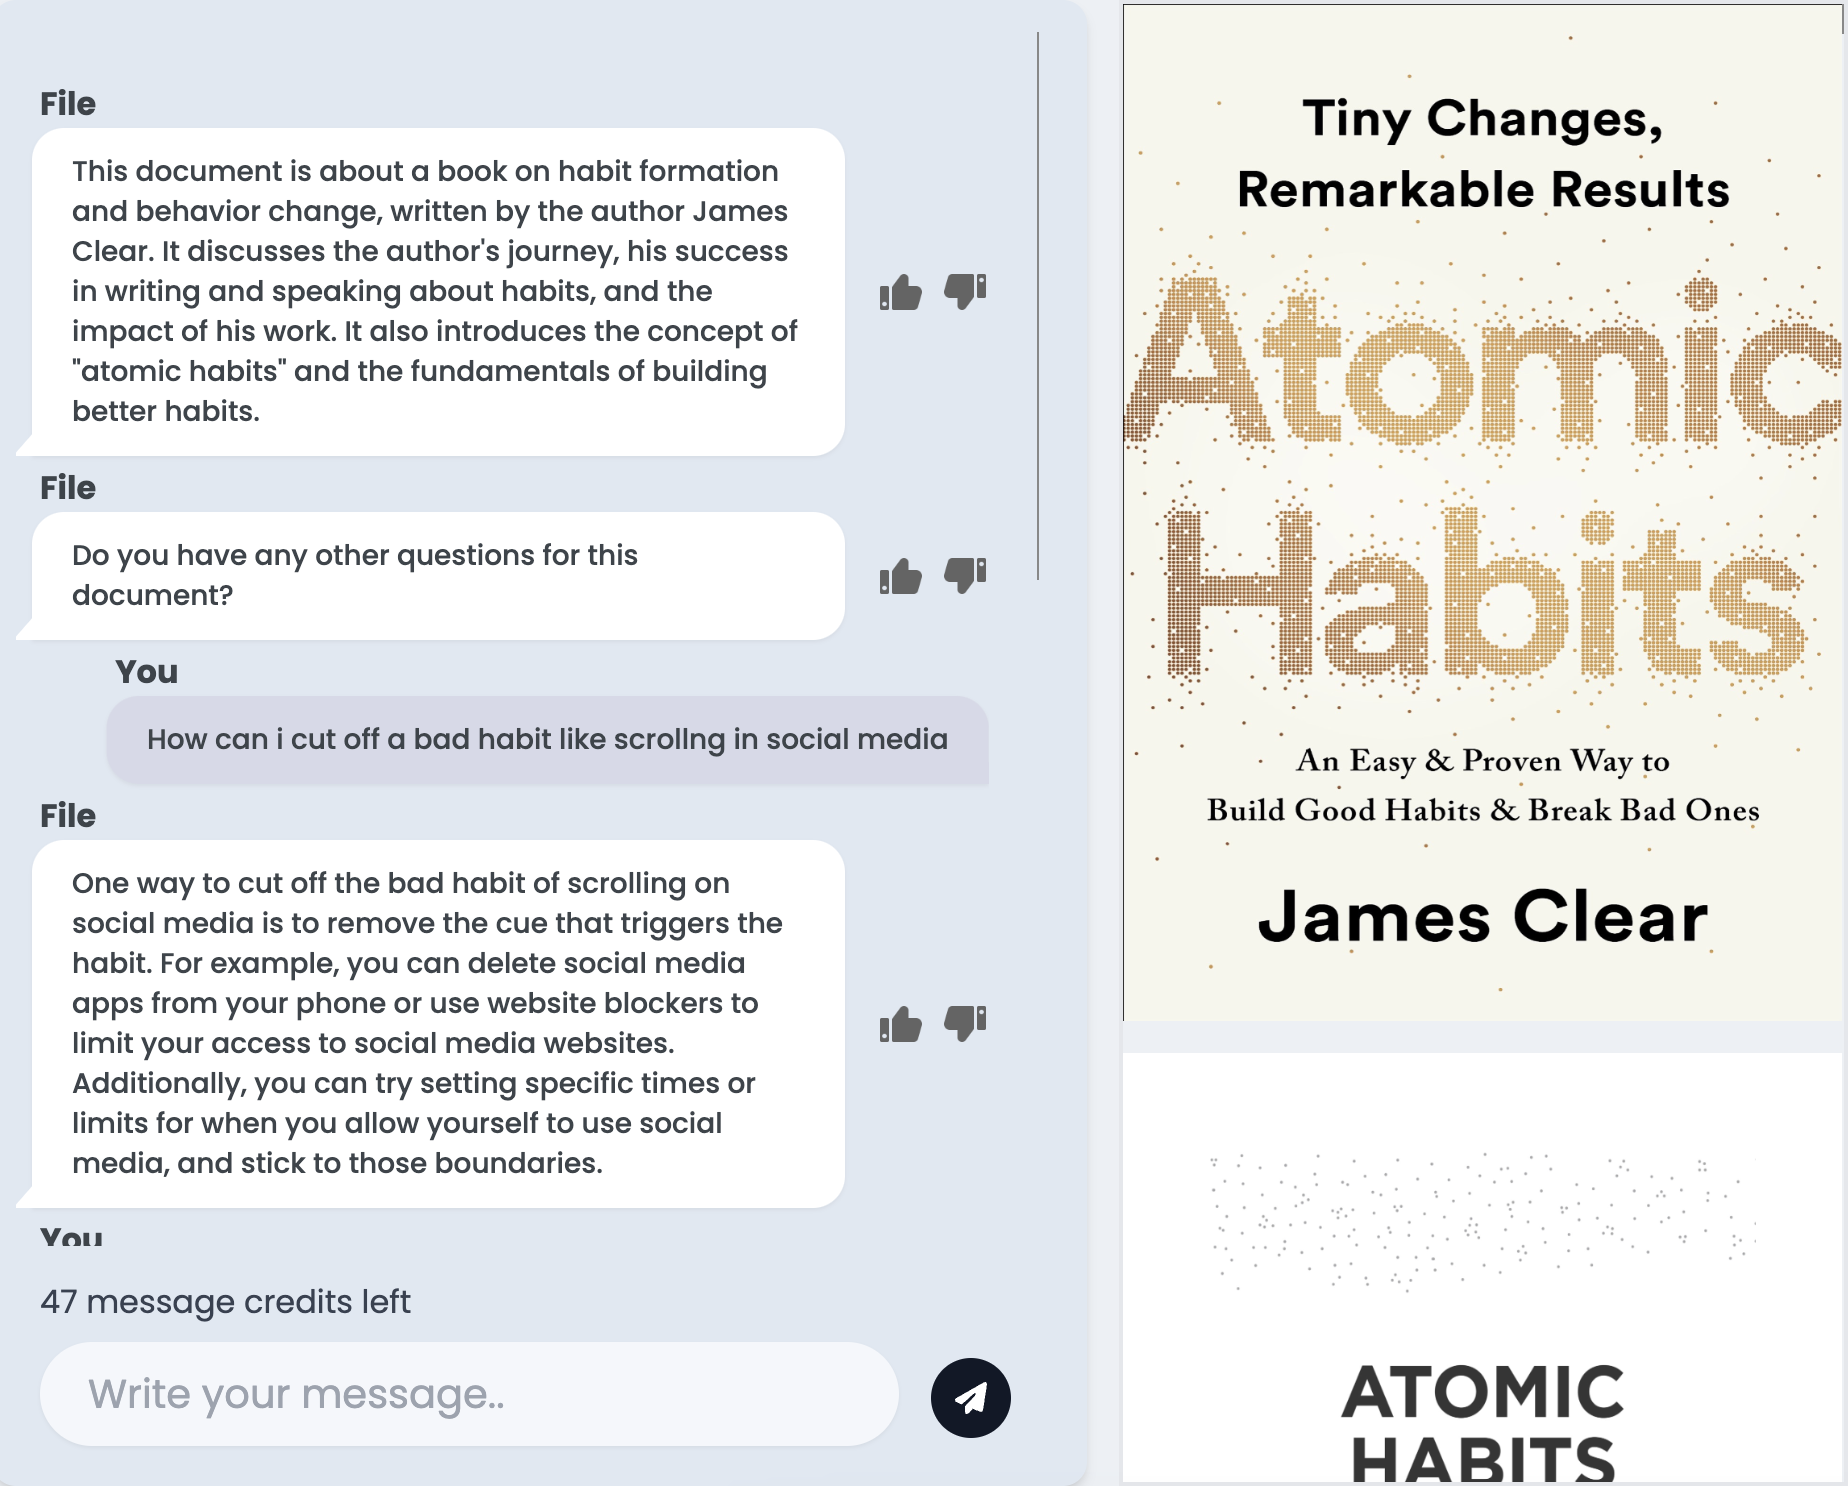 File
This document is about a book on habit formation
and behavior change, written by the author James
Clear. It discusses the author's journey, his success
in writing and speaking about habits, and the
impact of his work. It also introduces the concept of
"atomic habits" and the fundamentals of building
better habits.
File
Do you have any other questions for this
document?
You
How can i cut off a bad habit like scrollng in social media
File
One way to cut off the bad habit of scrolling on
social media is to remove the cue that triggers the
habit. For example, you can delete social media
apps from your phone or use website blockers to
limit your access to social media websites.
Additionally, you can try setting specific times or
limits for when you allow yourself to use social
media, and stick to those boundaries.
You
47 message credits left
Write your message..
Tiny Changes,
Remarkable Results
Atomic
Habits
An Easy & Proven Way to
Build Good Habits & Break Bad Ones
James Clear
ATOMIC
HABITS